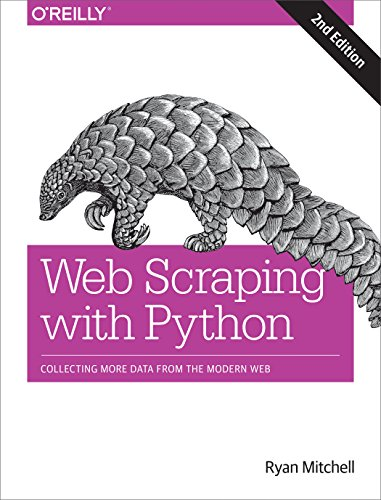 O'REILLY®
2nd Edition
Web Scraping
with Python
COLLECTING MORE DATA FROM THE MODERN WEB
Ryan Mitchell